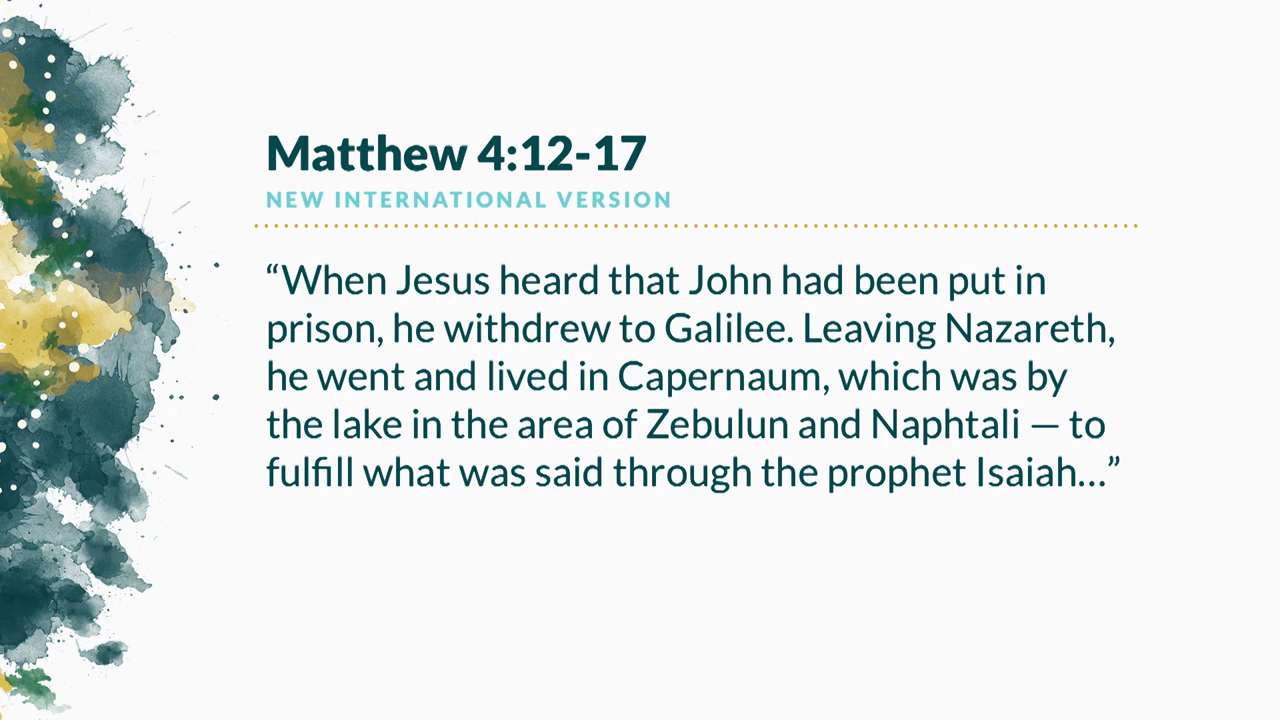 Matthew 4:12-17
NEW INTERNATIONAL VERSION
“When Jesus heard that John had been put in
prison, he withdrew to Galilee. Leaving Nazareth,
he went and lived in Capernaum, which was by
the lake in the area of Zebulun and Naphtali — to
fulfill what was said through the prophet Isaiah...”